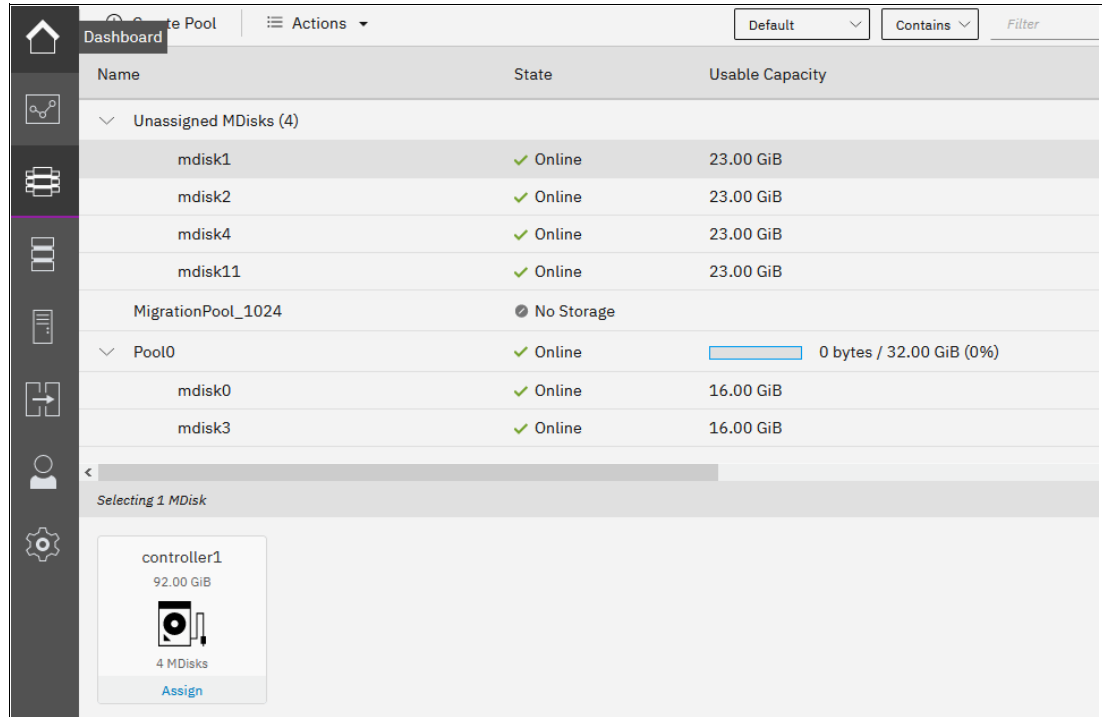 Dashboard
Pool
Actions
Default
Contains
Filter
Name State Usable Capacity
Unassigned MDisks (4)
mdisk1 Online 23.00 GiB
mdisk2 Online 23.00 GiB
mdisk4 Online 23.00 GiB
mdisk11 Online 23.00 GiB
MigrationPool_1024 No Storage
Pool0 Online 0 bytes / 32.00 GiB (0%)
mdisk0 Online 16.00 GiB
mdisk3 Online 16.00 GiB
Selecting 1 MDisk
controller1
92.00 GiB
4 MDisks
Assign